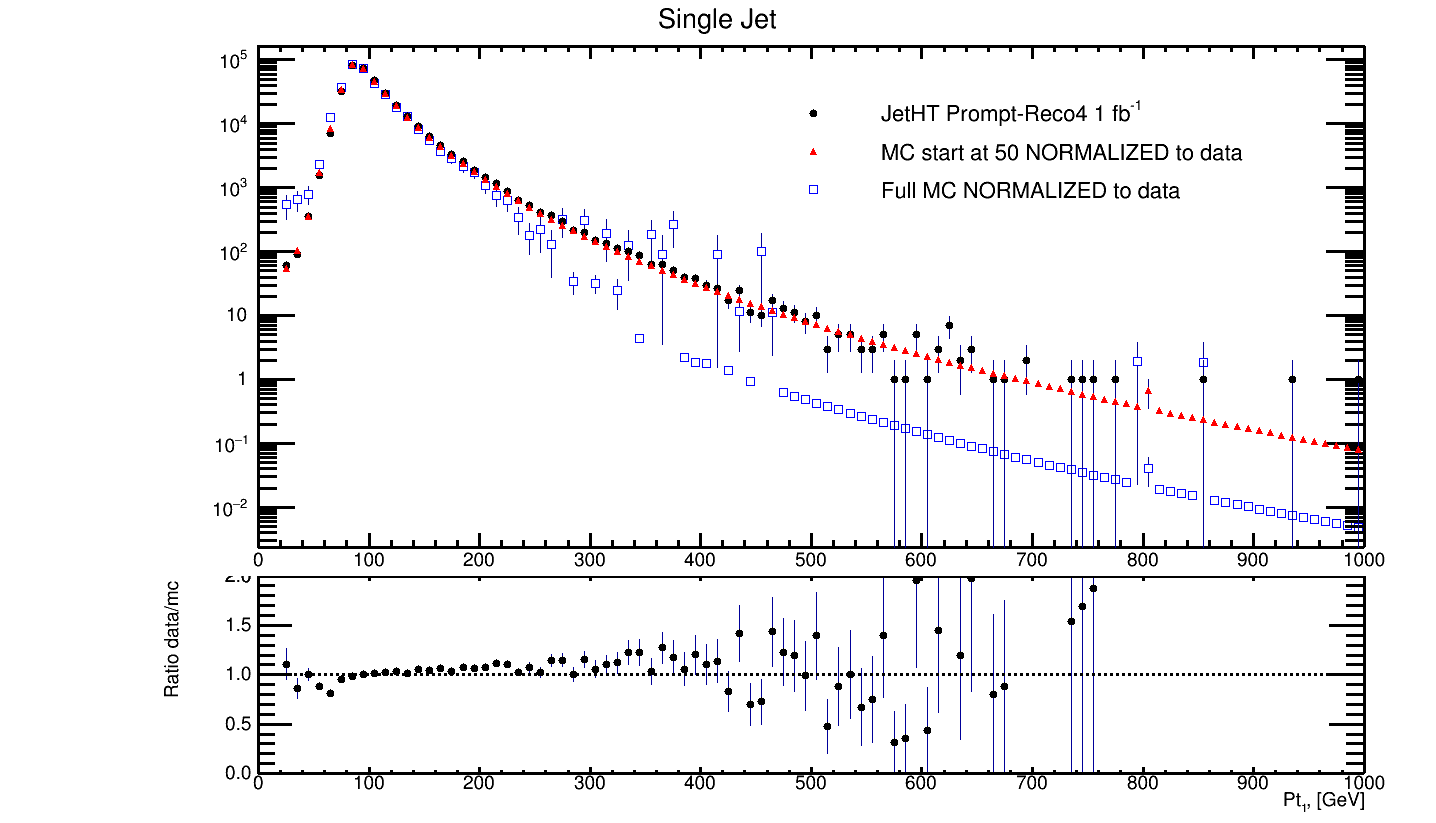 Single Jet
10^5
10^4
10^3
10^2
10
1
10^−1
10^−2
JetHT Prompt-Reco4 1 fb^-1
MC start at 50 NORMALIZED to data
Full MC NORMALIZED to data
0 100 200 300 400 500 600 700 800 900 1000
Ratio data/mc
2.0
1.5
1.0
0.5
0.0
0 100 200 300 400 500 600 700 800 900 1000
Pt_1, [GeV]